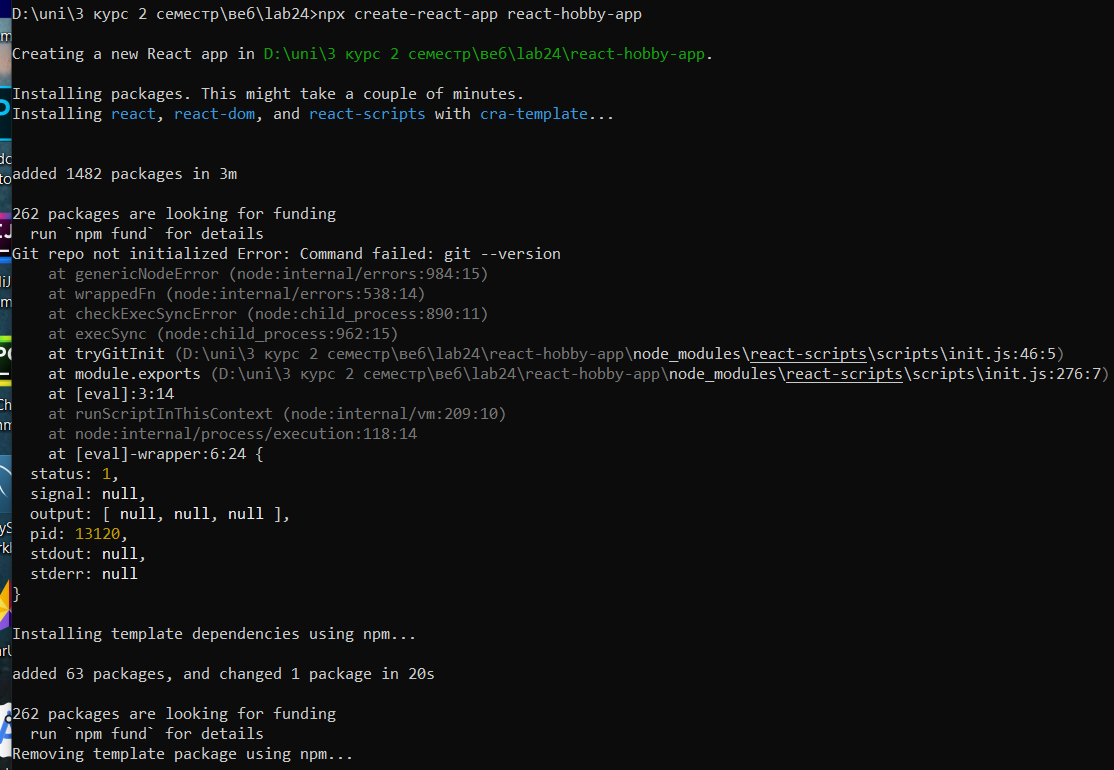 D:\uni\3 курс 2 семестр\веб\lab24>npx create-react-app react-hobby-app
Creating a new React app in D:\uni\3 курс 2 семестр\веб\lab24\react-hobby-app.
Installing packages. This might take a couple of minutes.
Installing react, react-dom, and react-scripts with cra-template...
added 1482 packages in 3m
262 packages are looking for funding
  run `npm fund` for details
Git repo not initialized Error: Command failed: git --version
    at genericNodeError (node:internal/errors:984:15)
    at wrappedFn (node:internal/errors:538:14)
    at checkExecSyncError (node:child_process:890:11)
    at execSync (node:child_process:962:15)
    at tryGitInit (D:\uni\3 курс 2 семестр\веб\lab24\react-hobby-app\node_modules\react-scripts\scripts\init.js:46:5)
    at module.exports (D:\uni\3 курс 2 семестр\веб\lab24\react-hobby-app\node_modules\react-scripts\scripts\init.js:276:7)
    at [eval]:3:14
    at runScriptInThisContext (node:internal/vm:209:10)
    at node:internal/process/execution:118:14
    at [eval]-wrapper:6:24 {
  status: 1,
  signal: null,
  output: [ null, null, null ],
  pid: 13120,
  stdout: null,
  stderr: null
}
Installing template dependencies using npm...
added 63 packages, and changed 1 package in 20s
262 packages are looking for funding
  run `npm fund` for details
Removing template package using npm...